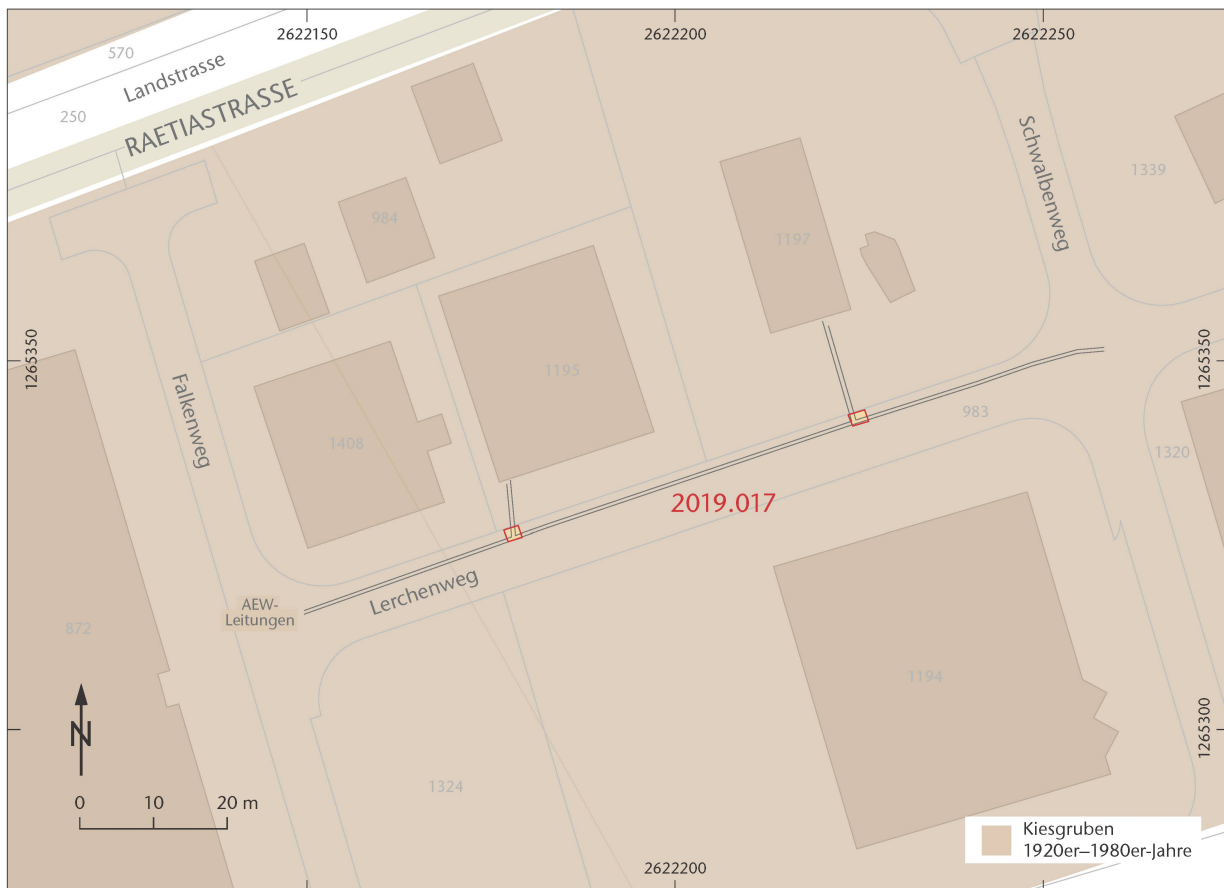 2622150
2622200
2622250
570
Landstrasse
250
RAETIASTRASSE
Schwalbenweg
1339
984
1197
1265350
1265350
1195
Falkenweg
983
1408
1320
2019.017
Lerchenweg
AEW-
Leitungen
872
1194
1265300
1324
N
0 10 20 m
Kiesgruben
1920er–1980er-Jahre
2622200